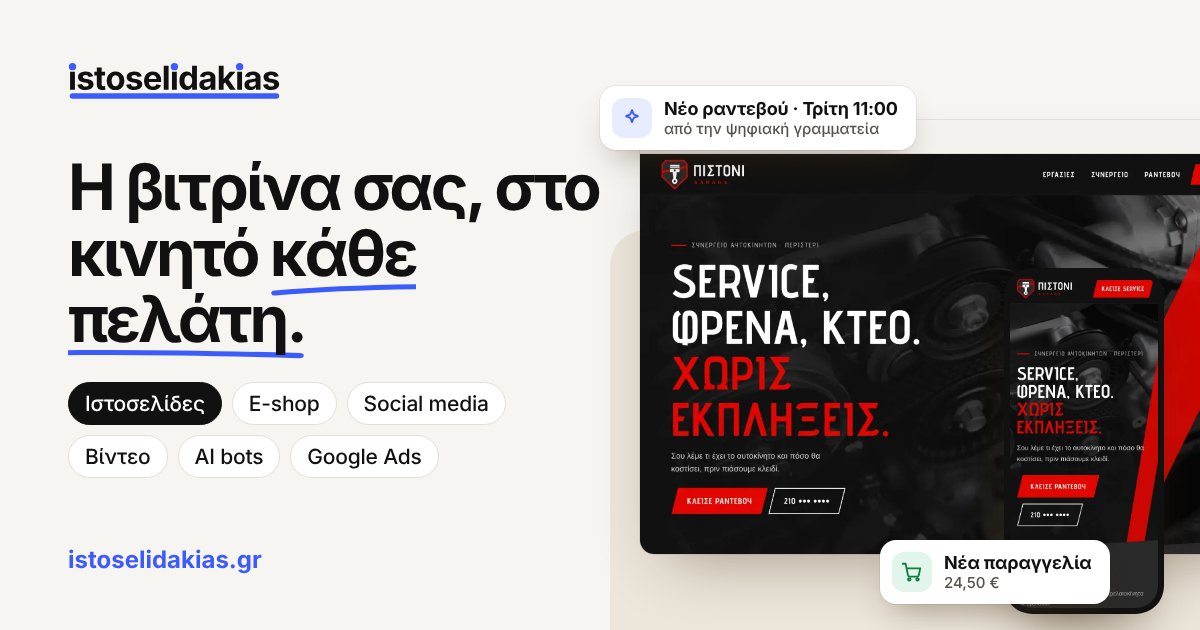 istoselidakias
Η βιτρίνα σας, στο
κινητό κάθε
πελάτη.
Ιστοσελίδες
E-shop
Social media
Βίντεο
AI bots
Google Ads
istoselidakias.gr
Νέο ραντεβού · Τρίτη 11:00
από την ψηφιακή γραμματεία
ΠΙΣΤΟΝΙ
ΕΡΓΑΣΙΕΣ
ΣΥΝΕΡΓΕΙΟ
ΡΑΝΤΕΒΟΥ
ΣΥΝΕΡΓΕΙΟ ΑΥΤΟΚΙΝΗΤΩΝ · ΠΕΡΙΣΤΕΡΙ
SERVICE,
ΦΡΕΝΑ, ΚΤΕΟ.
ΧΩΡΙΣ
ΕΚΠΛΗΞΕΙΣ.
Σου λέμε τι έχει το αυτοκίνητο και πόσο θα
κοστίσει, πριν πιάσουμε κλειδί.
ΚΛΕΙΣΕ ΡΑΝΤΕΒΟΥ
210 ••• ••••
ΠΙΣΤΟΝΙ
ΚΛΕΙΣΕ SERVICE
ΣΥΝΕΡΓΕΙΟ ΑΥΤΟΚΙΝΗΤΩΝ · ΠΕΡΙΣΤΕΡΙ
SERVICE,
ΦΡΕΝΑ, ΚΤΕΟ.
ΧΩΡΙΣ
ΕΚΠΛΗΞΕΙΣ.
Σου λέμε τι έχει το αυτοκίνητο και πόσο θα
κοστίσει, πριν πιάσουμε κλειδί.
ΚΛΕΙΣΕ ΡΑΝΤΕΒΟΥ
210 ••• ••••
Νέα παραγγελία
24,50 €